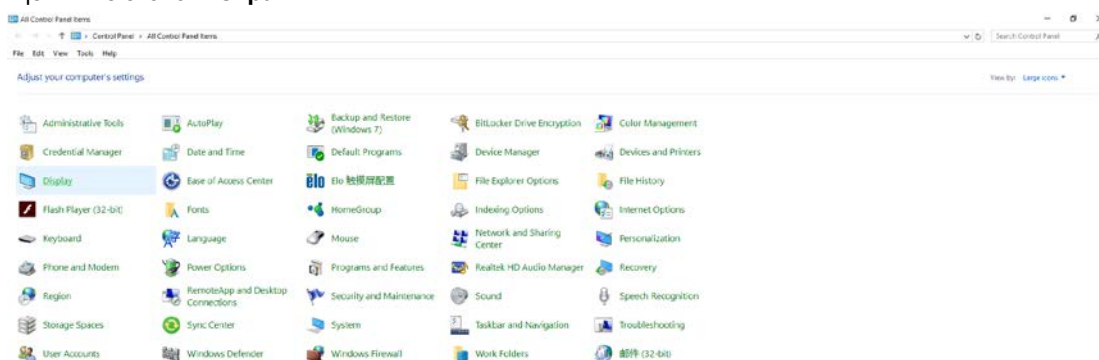 All Control Panel Items
Control Panel › All Control Panel Items
Search Control Panel
File Edit View Tools Help
Adjust your computer's settings
View by: Large icons
Administrative Tools
AutoPlay
Backup and Restore
(Windows 7)
BitLocker Drive Encryption
Color Management
Credential Manager
Date and Time
Default Programs
Device Manager
Devices and Printers
Display
Ease of Access Center
elo
Elo 触摸屏配置
File Explorer Options
File History
Flash Player (32-bit)
Fonts
HomeGroup
Indexing Options
Internet Options
Keyboard
Language
Mouse
Network and Sharing
Center
Personalization
Phone and Modem
Power Options
Programs and Features
Realtek HD Audio Manager
Recovery
Region
RemoteApp and Desktop
Connections
Security and Maintenance
Sound
Speech Recognition
Storage Spaces
Sync Center
System
Taskbar and Navigation
Troubleshooting
User Accounts
Windows Defender
Windows Firewall
Work Folders
邮件 (32-bit)